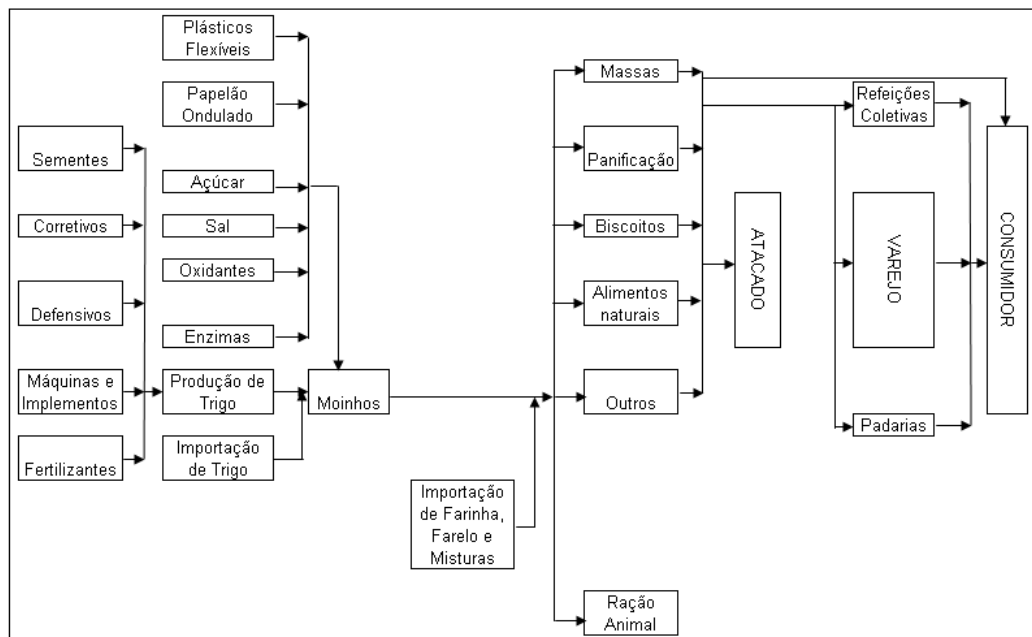 Plásticos
Flexíveis
Papelão
Ondulado
Sementes
Açúcar
Corretivos
Sal
Oxidantes
Defensivos
Enzimas
Máquinas e
Implementos
Produção de
Trigo
Moinhos
Fertilizantes
Importação
de Trigo
Importação
de Farinha,
Farelo e
Misturas
Massas
Panificação
Biscoitos
Alimentos
naturais
Outros
Ração
Animal
ATACADO
Refeições
Coletivas
VAREJO
Padarias
CONSUMIDOR